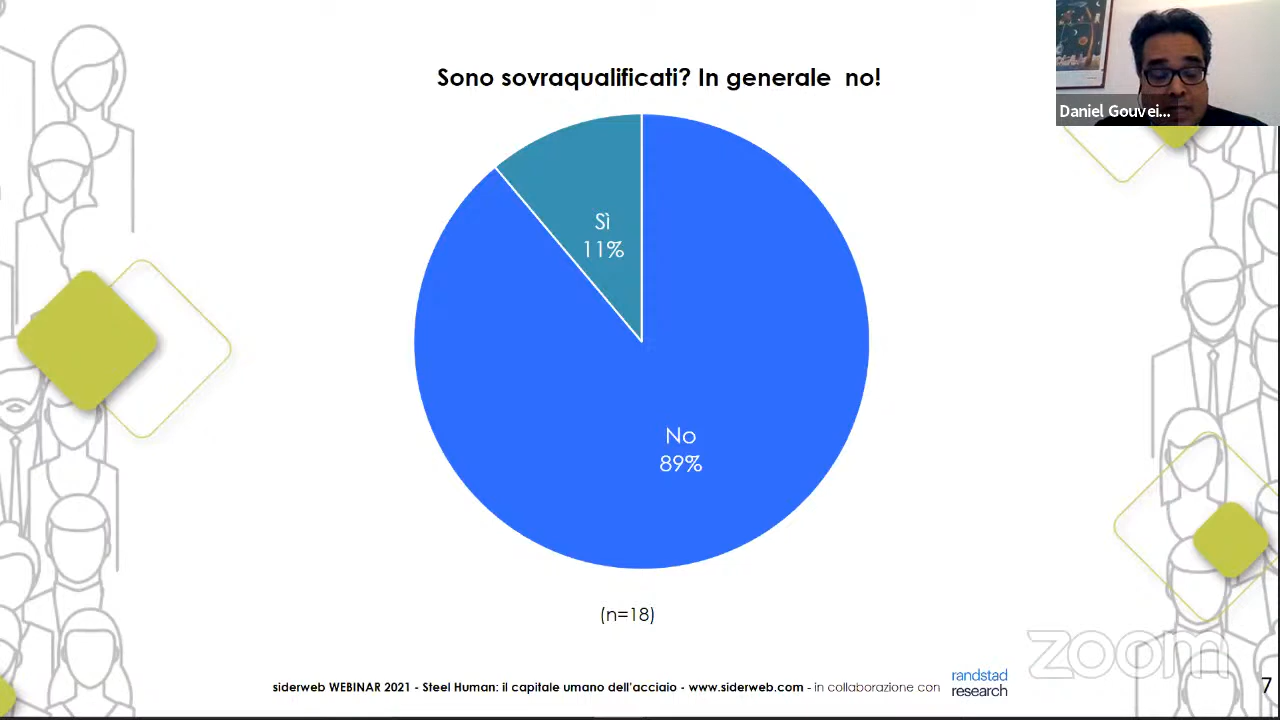 Sono sovraqualificati? In generale  no!
Daniel Gouvei...
Sì
11%
No
89%
(n=18)
zoom
siderweb WEBINAR 2021 - Steel Human: il capitale umano dell'acciaio - www.siderweb.com - in collaborazione con
randstad
research
7